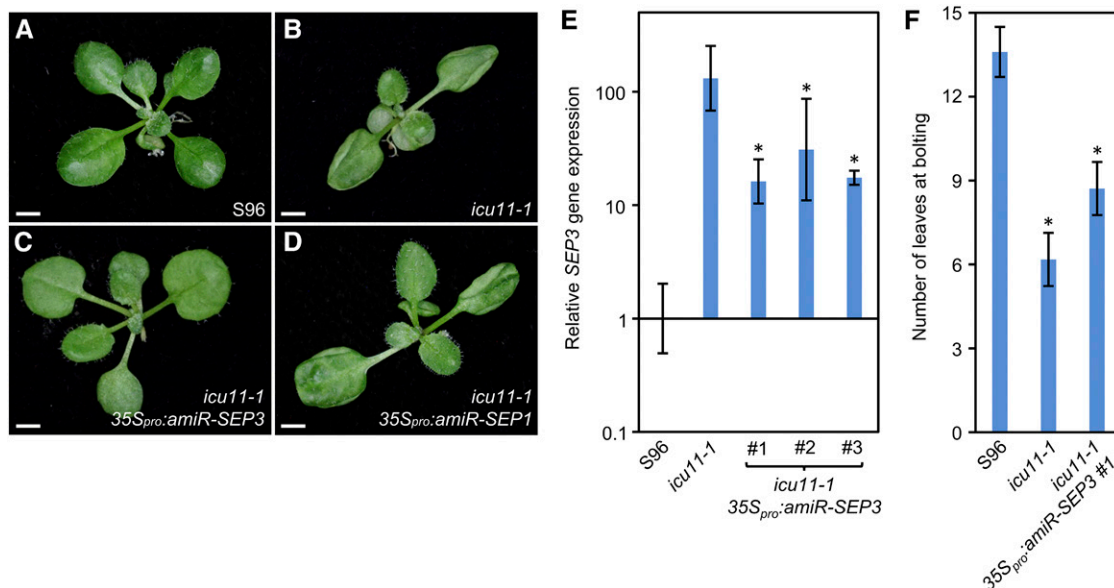 A
S96
B
icu11-1
C
icu11-1
35Spro:amiR-SEP3
D
icu11-1
35Spro:amiR-SEP1
E
Relative SEP3 gene expression
100
10
1
0.1
*
*
*
S96
icu11-1
#1
#2
#3
icu11-1
35Spro:amiR-SEP3
F
Number of leaves at bolting
15
12
9
6
3
0
*
*
S96
icu11-1
icu11-1
35Spro:amiR-SEP3 #1